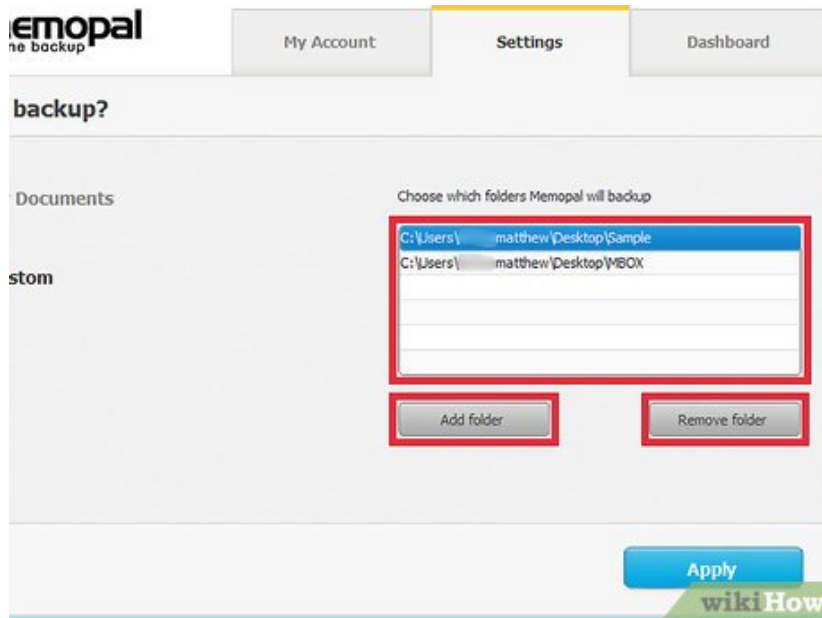 emopal
ne backup
My Account
Settings
Dashboard
backup?
Documents
Choose which folders Memopal will backup
C:\Users\ matthew\Desktop\Sample
C:\Users\ matthew\Desktop\MBOX
stom
Add folder
Remove folder
Apply
wikiHow